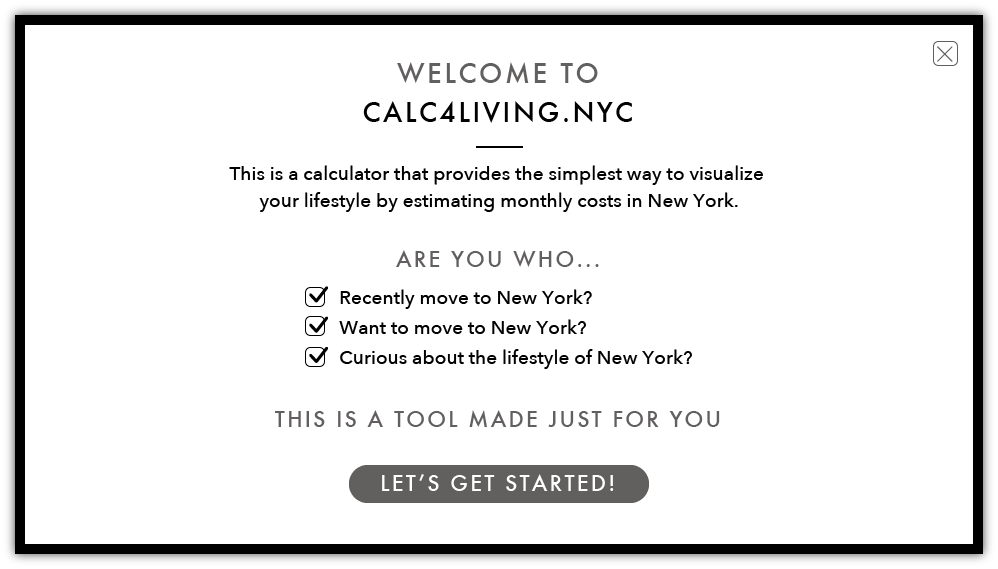 WELCOME TO
CALC4LIVING.NYC
This is a calculator that provides the simplest way to visualize
your lifestyle by estimating monthly costs in New York.
ARE YOU WHO...
Recently move to New York?
Want to move to New York?
Curious about the lifestyle of New York?
THIS IS A TOOL MADE JUST FOR YOU
LET’S GET STARTED!